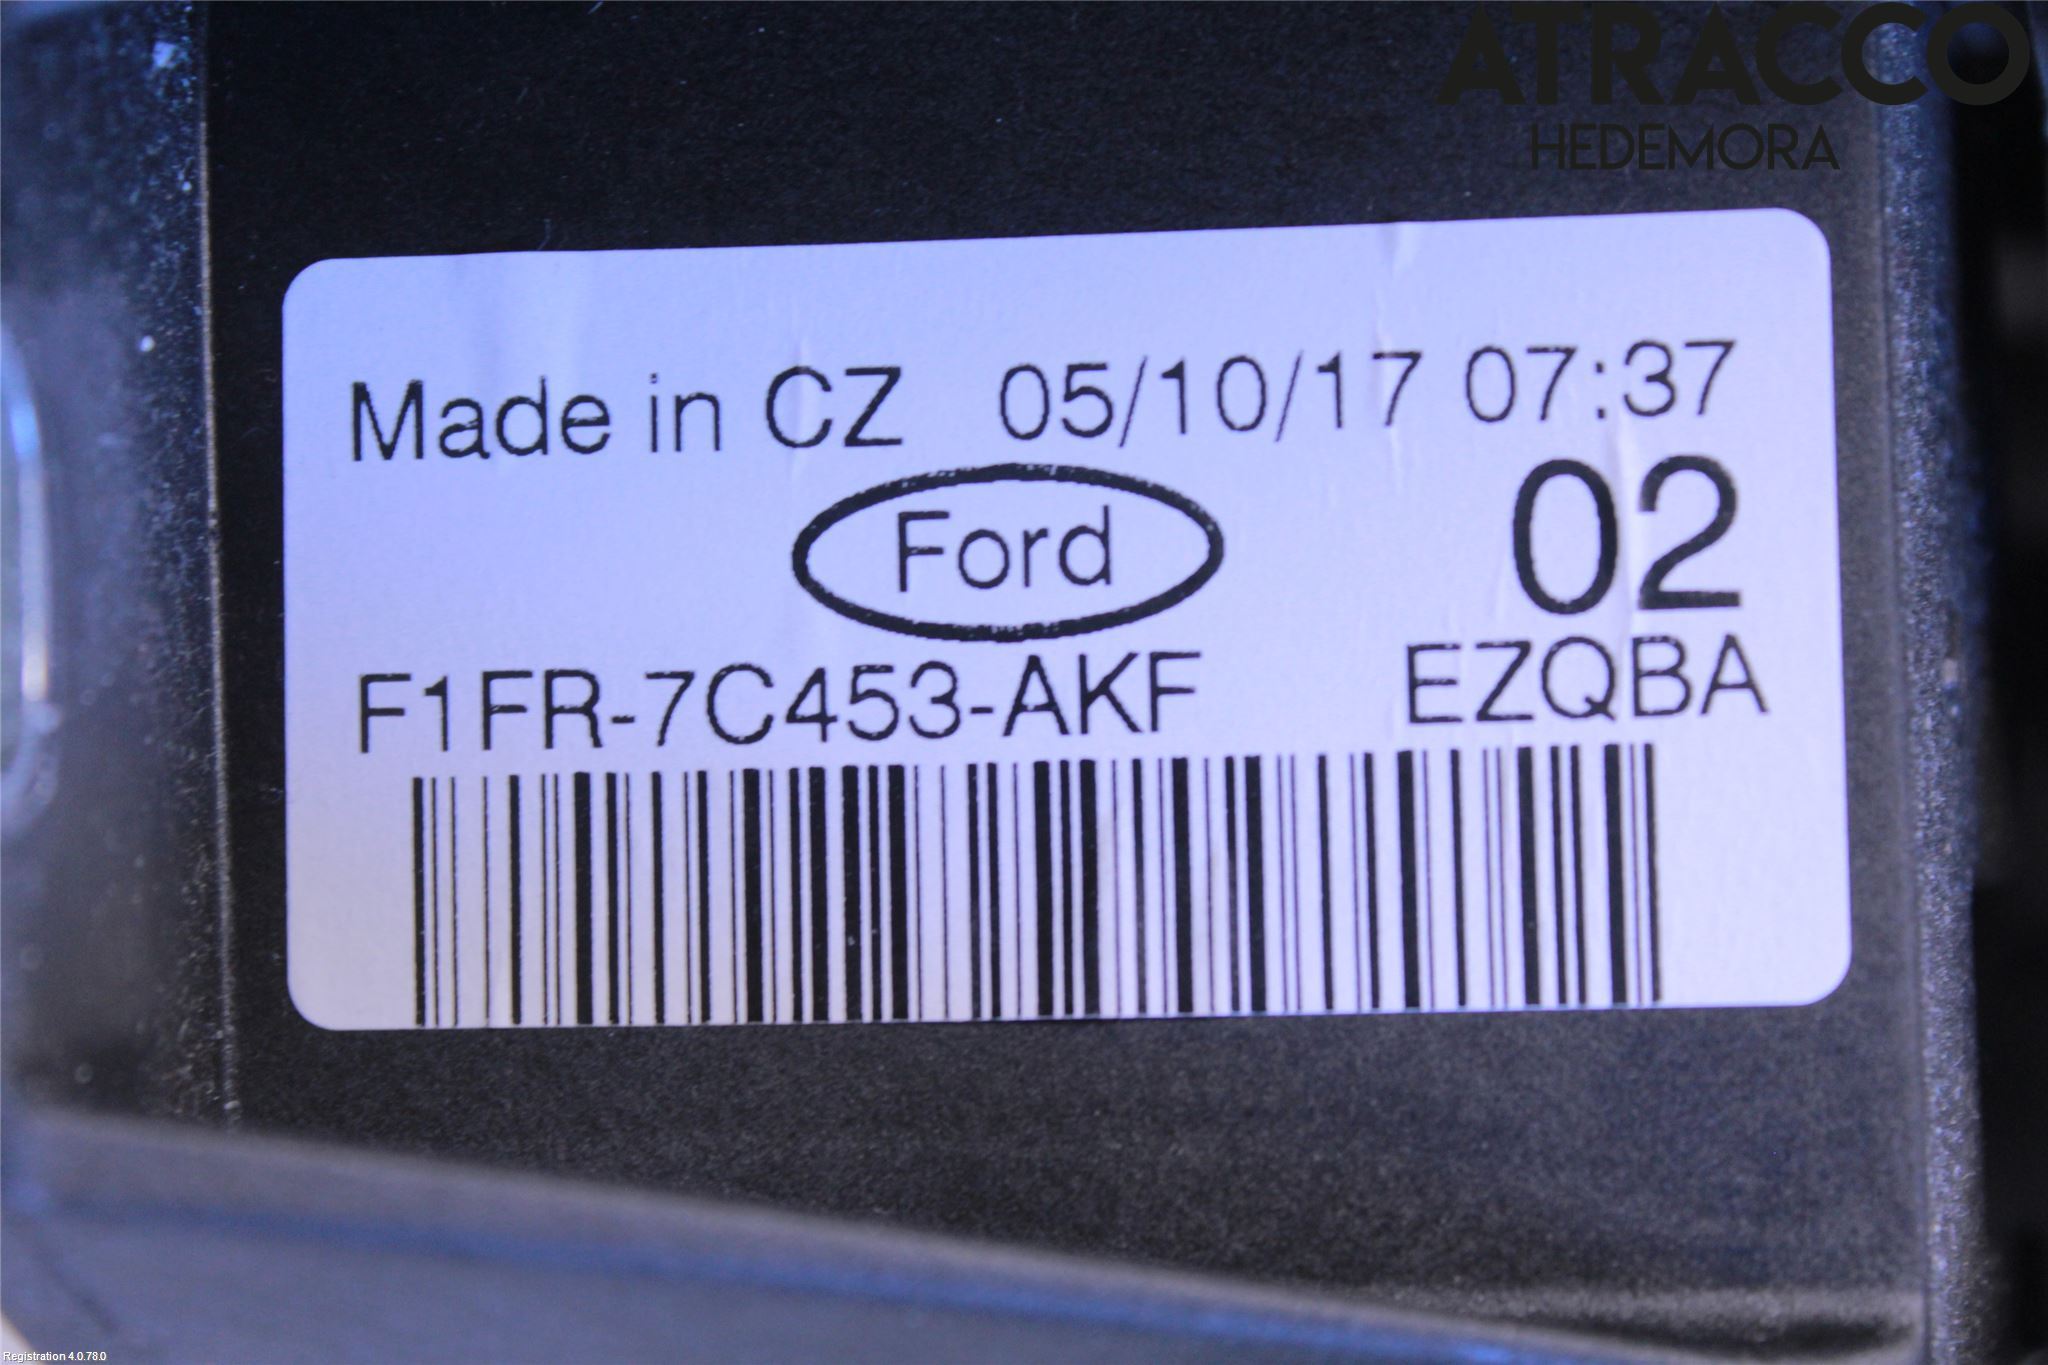 ATRACCO
HEDEMORA
Made in CZ 05/10/17 07:37
Ford 02
F1FR-7C453-AKF EZQBA
Registration 4.0.78.0